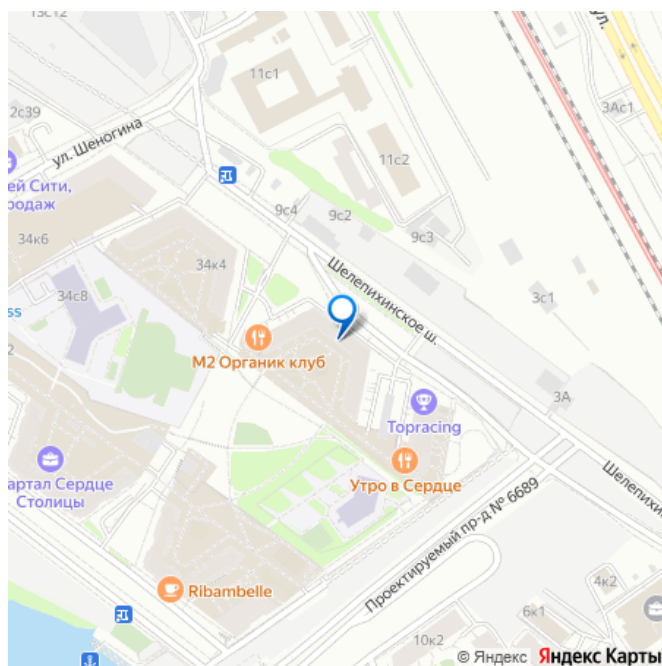 13с12
ул.
11с1
3Ас1
2с39
ул. Шеногина
11с2
ей Сити,
родаж
9с4
9с2
9с3
34к6
34к4
Шелепихинское ш.
3с1
34с8
ss
2
М2 Органик клуб
3А
Topracing
Утро в Сердце
артал Сердце
Столицы
Шелепихи
Проектируемый пр-д № 6689
Ribambelle
4к2
6к1
10к2
© Яндекс Яндекс Карты